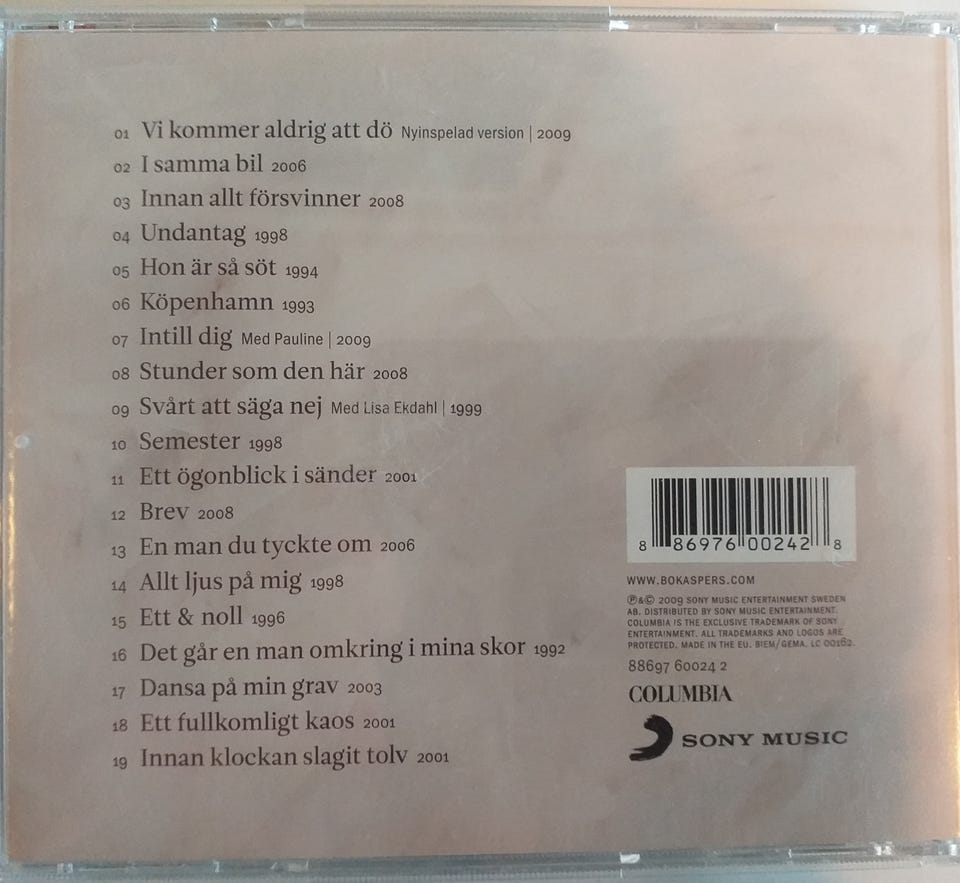 01 Vi kommer aldrig att dö Nyinspelad version | 2009
02 I samma bil 2006
03 Innan allt försvinner 2008
04 Undantag 1998
05 Hon är så söt 1994
06 Köpenhamn 1993
07 Intill dig Med Pauline | 2009
08 Stunder som den här 2008
09 Svårt att säga nej Med Lisa Ekdahl | 1999
10 Semester 1998
11 Ett ögonblick i sänder 2001
12 Brev 2008
13 En man du tyckte om 2006
14 Allt ljus på mig 1998
15 Ett & noll 1996
16 Det går en man omkring i mina skor 1992
17 Dansa på min grav 2003
18 Ett fullkomligt kaos 2001
19 Innan klockan slagit tolv 2001
8 86976 00242 8
WWW.BOKASPERS.COM
℗&© 2009 SONY MUSIC ENTERTAINMENT SWEDEN
AB. DISTRIBUTED BY SONY MUSIC ENTERTAINMENT.
COLUMBIA IS THE EXCLUSIVE TRADEMARK OF SONY
ENTERTAINMENT. ALL TRADEMARKS AND LOGOS ARE
PROTECTED. MADE IN THE EU. BIEM/GEMA. LC 00162.
88697 60024 2
COLUMBIA
SONY MUSIC